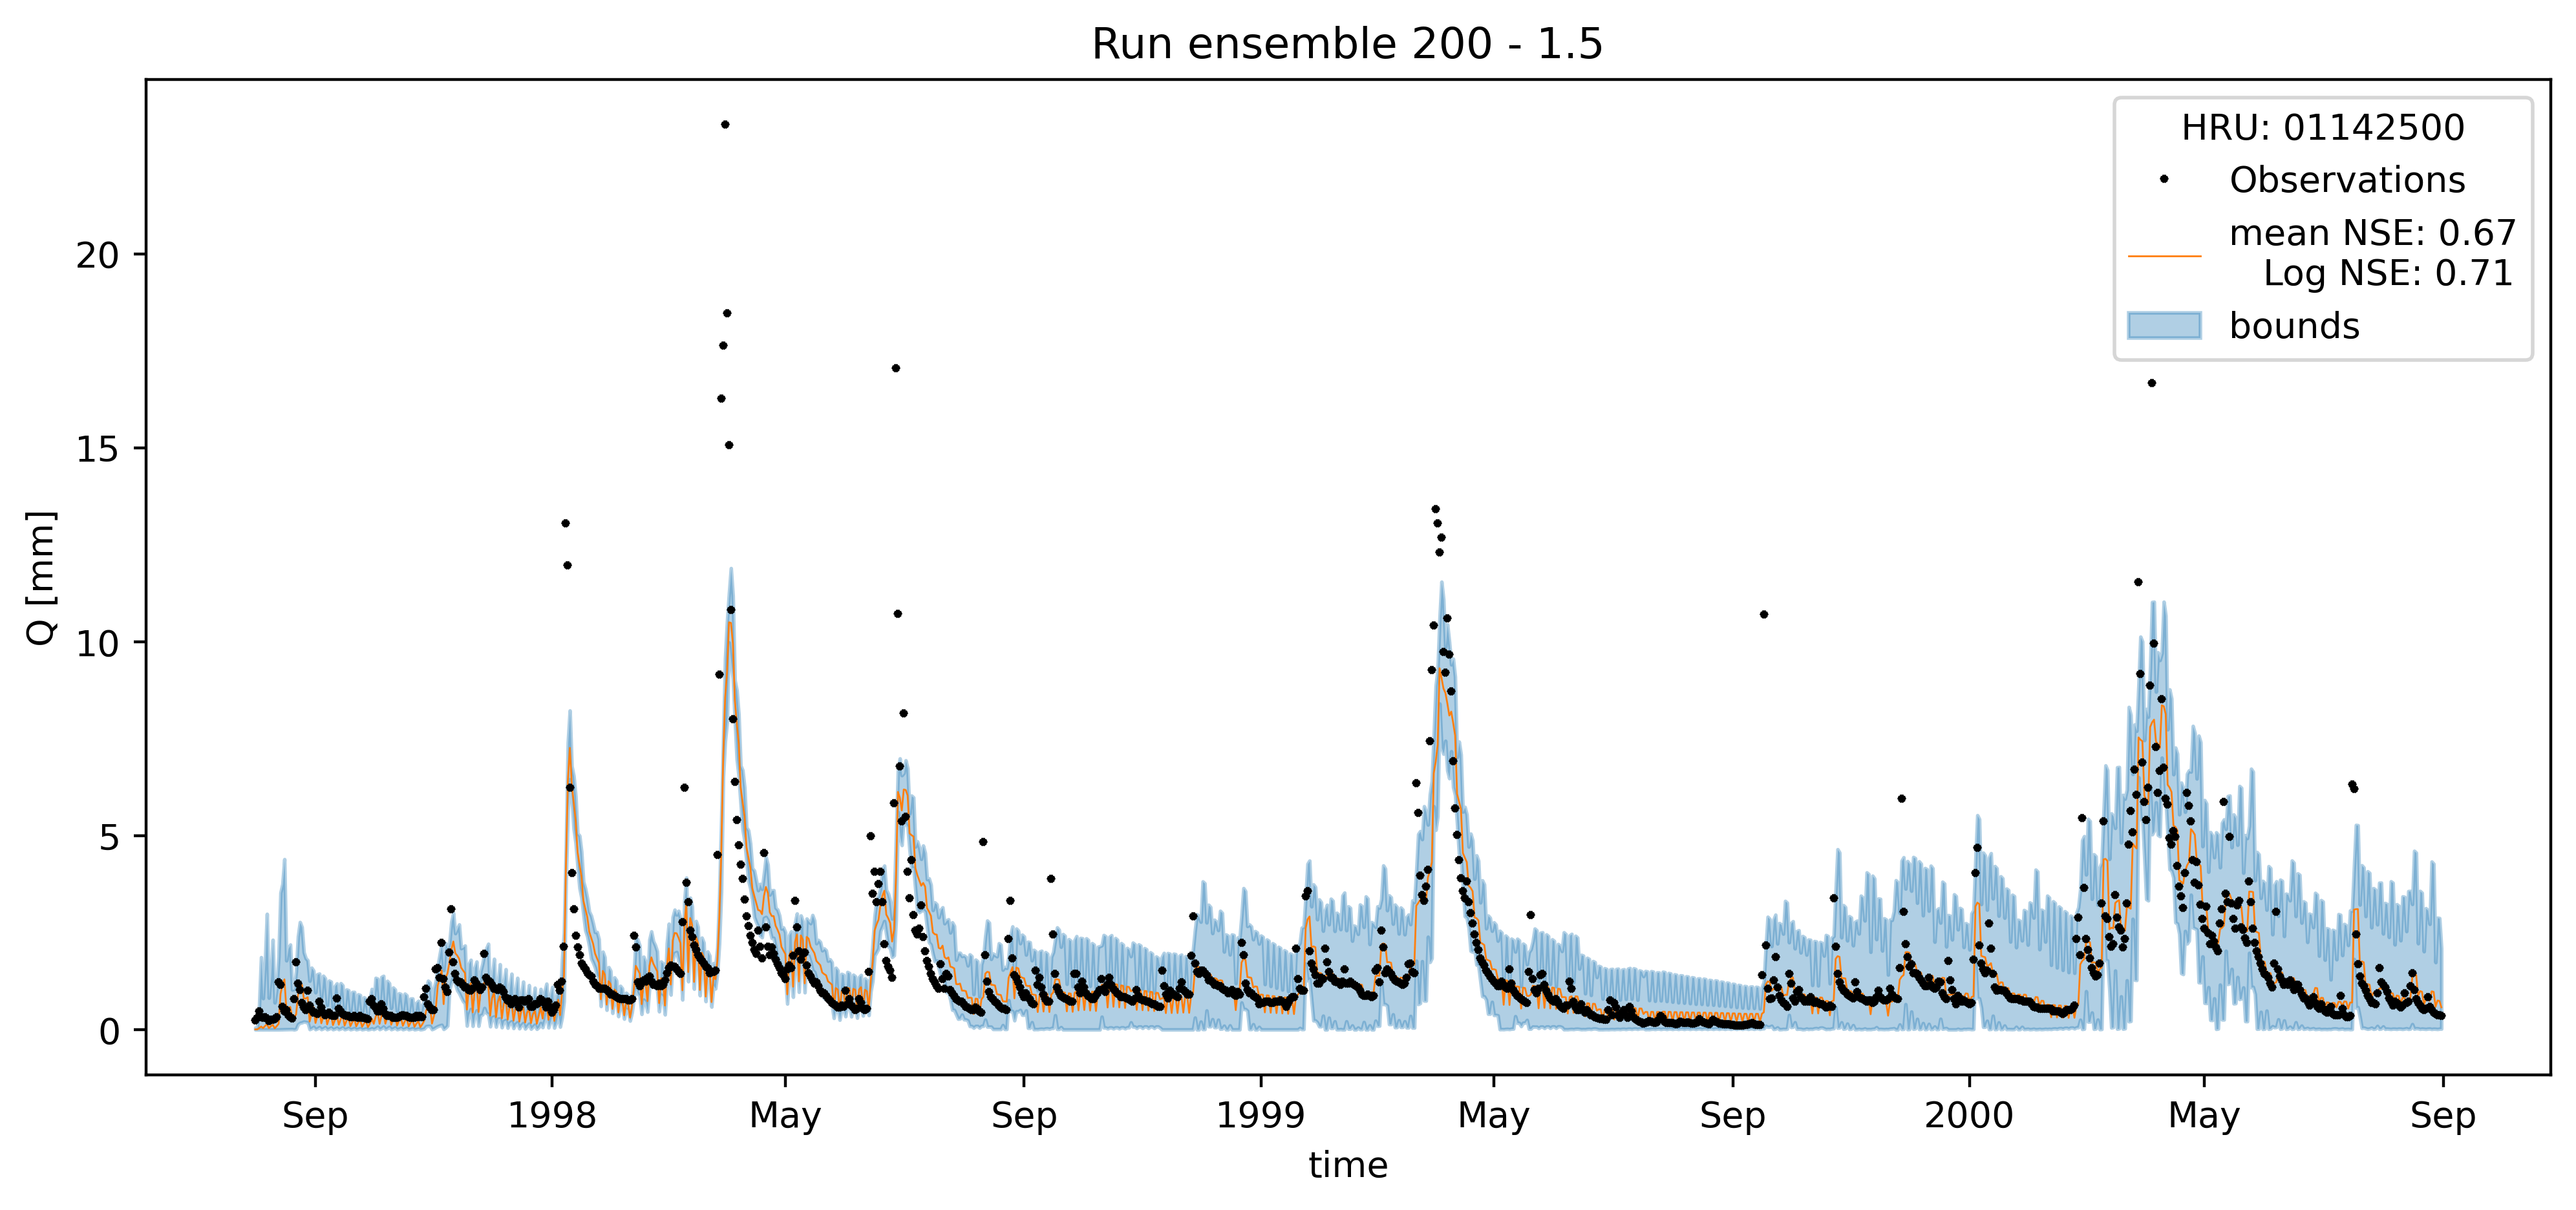 Run ensemble 200 - 1.5
HRU: 01142500
Observations
mean NSE: 0.67
Log NSE: 0.71
bounds
Q [mm]
20
15
10
5
0
Sep 1998 May Sep 1999 May Sep 2000 May Sep
time